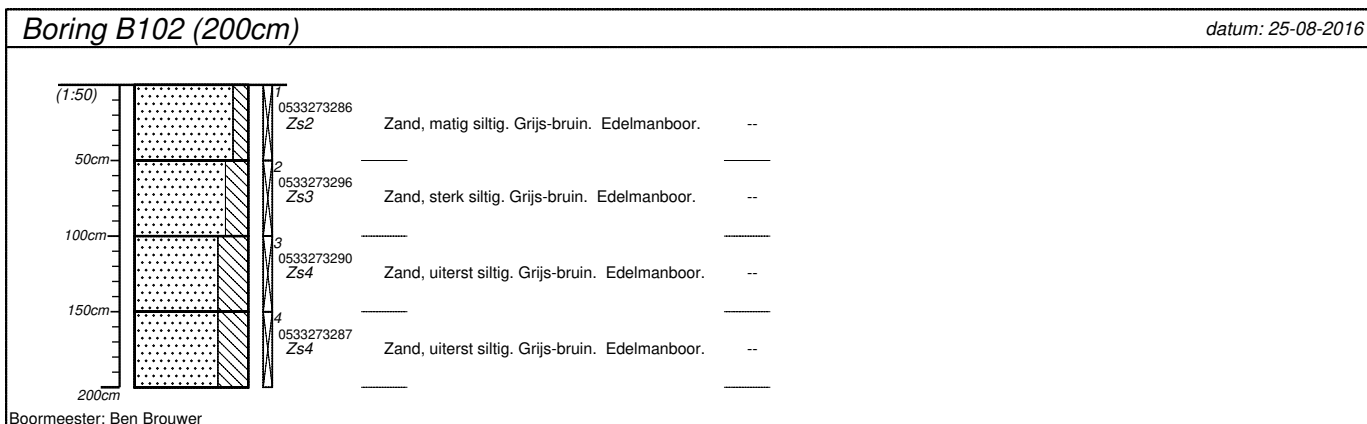 Boring B102 (200cm)
datum: 25-08-2016
(1:50)
1
0533273286
Zs2 Zand, matig siltig. Grijs-bruin. Edelmanboor. --
50cm
2
0533273296
Zs3 Zand, sterk siltig. Grijs-bruin. Edelmanboor. --
100cm
3
0533273290
Zs4 Zand, uiterst siltig. Grijs-bruin. Edelmanboor. --
150cm
4
0533273287
Zs4 Zand, uiterst siltig. Grijs-bruin. Edelmanboor. --
200cm
Boormeester: Ben Brouwer